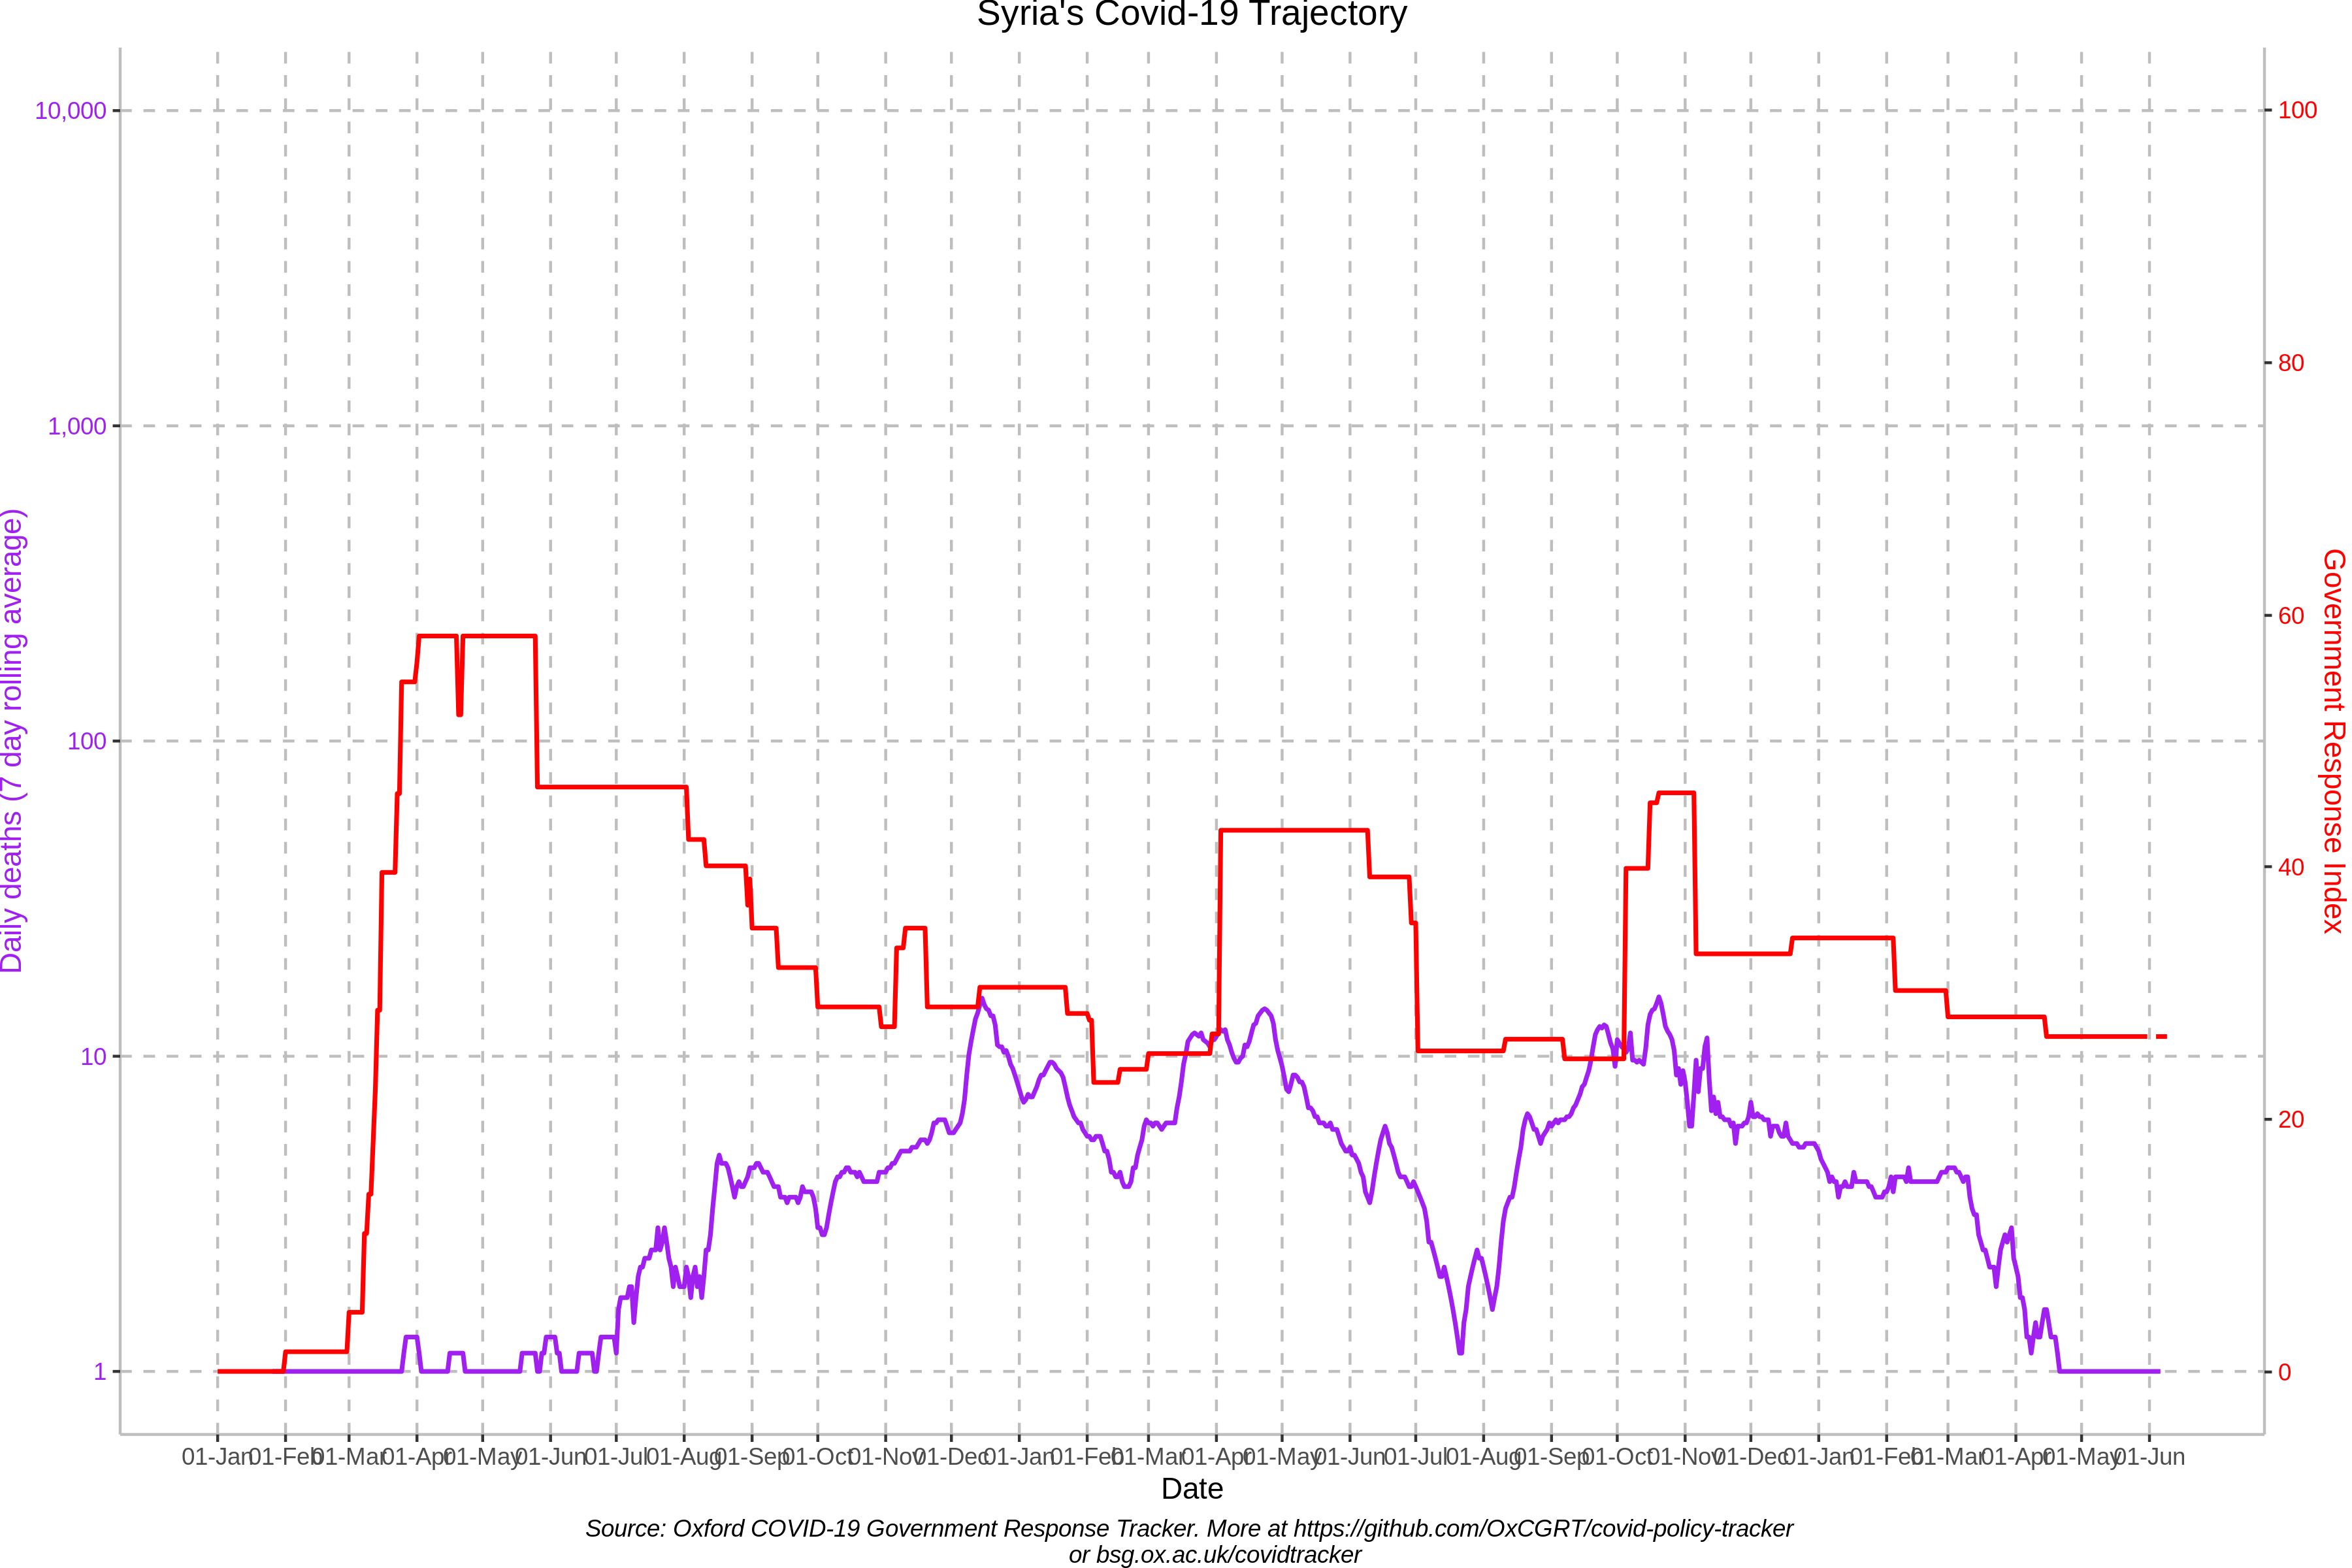 Syria's Covid-19 Trajectory
10,000
1,000
100
10
1
Daily deaths (7 day rolling average)
100
80
60
40
20
0
Government Response Index
01-Jan 01-Feb 01-Mar 01-Apr 01-May 01-Jun 01-Jul 01-Aug 01-Sep 01-Oct 01-Nov 01-Dec 01-Jan 01-Feb 01-Mar 01-Apr 01-May 01-Jun 01-Jul 01-Aug 01-Sep 01-Oct 01-Nov 01-Dec 01-Jan 01-Feb 01-Mar 01-Apr 01-May 01-Jun
Date
Source: Oxford COVID-19 Government Response Tracker. More at https://github.com/OxCGRT/covid-policy-tracker
or bsg.ox.ac.uk/covidtracker